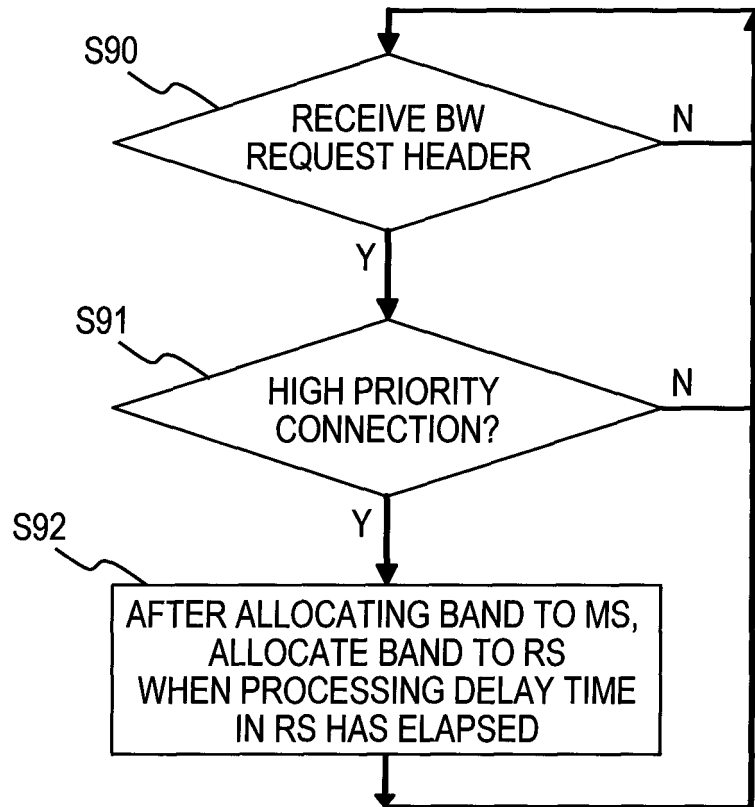 S90
RECEIVE BW
REQUEST HEADER
N
Y
S91
HIGH PRIORITY
CONNECTION?
N
Y
S92
AFTER ALLOCATING BAND TO MS,
ALLOCATE BAND TO RS
WHEN PROCESSING DELAY TIME
IN RS HAS ELAPSED